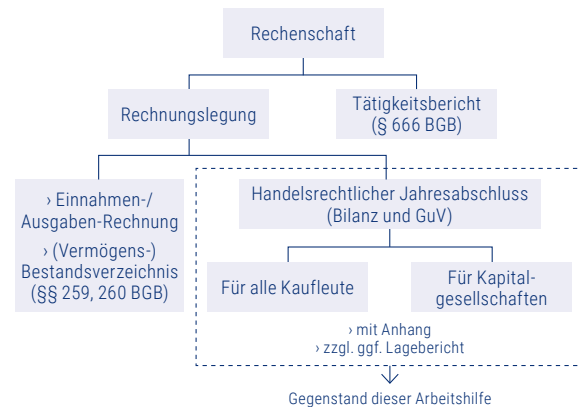 Rechenschaft
Rechnungslegung
Tätigkeitsbericht
(§ 666 BGB)
› Einnahmen-/
Ausgaben-Rechnung
› (Vermögens-)
Bestandsverzeichnis
(§§ 259, 260 BGB)
Handelsrechtlicher Jahresabschluss
(Bilanz und GuV)
Für alle Kaufleute
Für Kapital-
gesellschaften
› mit Anhang
› zzgl. ggf. Lagebericht
Gegenstand dieser Arbeitshilfe